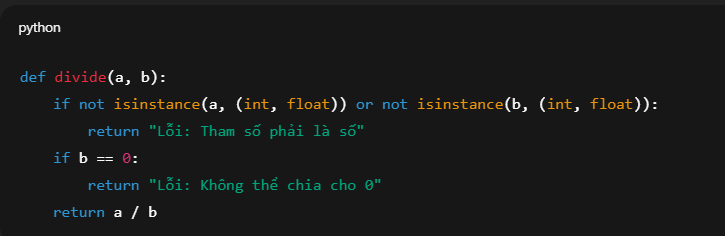 python
def divide(a, b):
    if not isinstance(a, (int, float)) or not isinstance(b, (int, float)):
        return "Lỗi: Tham số phải là số"
    if b == 0:
        return "Lỗi: Không thể chia cho 0"
    return a / b